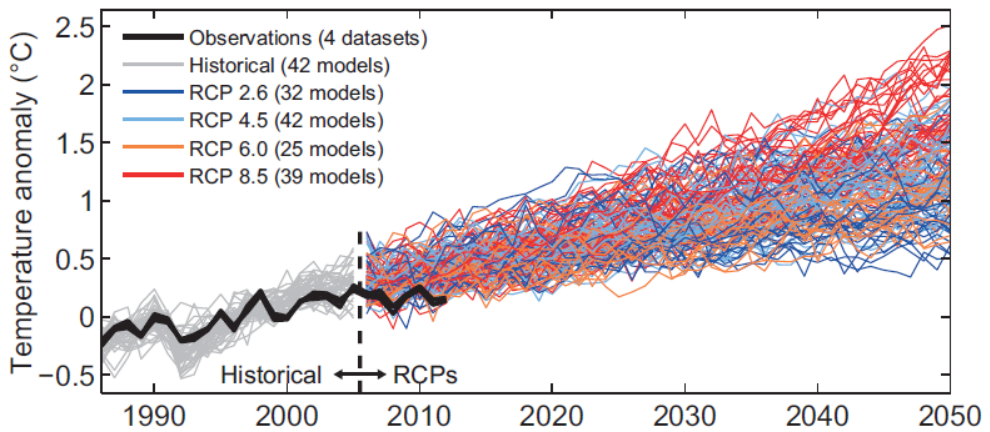 Temperature anomaly (°C)
2.5
2
1.5
1
0.5
0
−0.5
Observations (4 datasets)
Historical (42 models)
RCP 2.6 (32 models)
RCP 4.5 (42 models)
RCP 6.0 (25 models)
RCP 8.5 (39 models)
Historical RCPs
1990 2000 2010 2020 2030 2040 2050